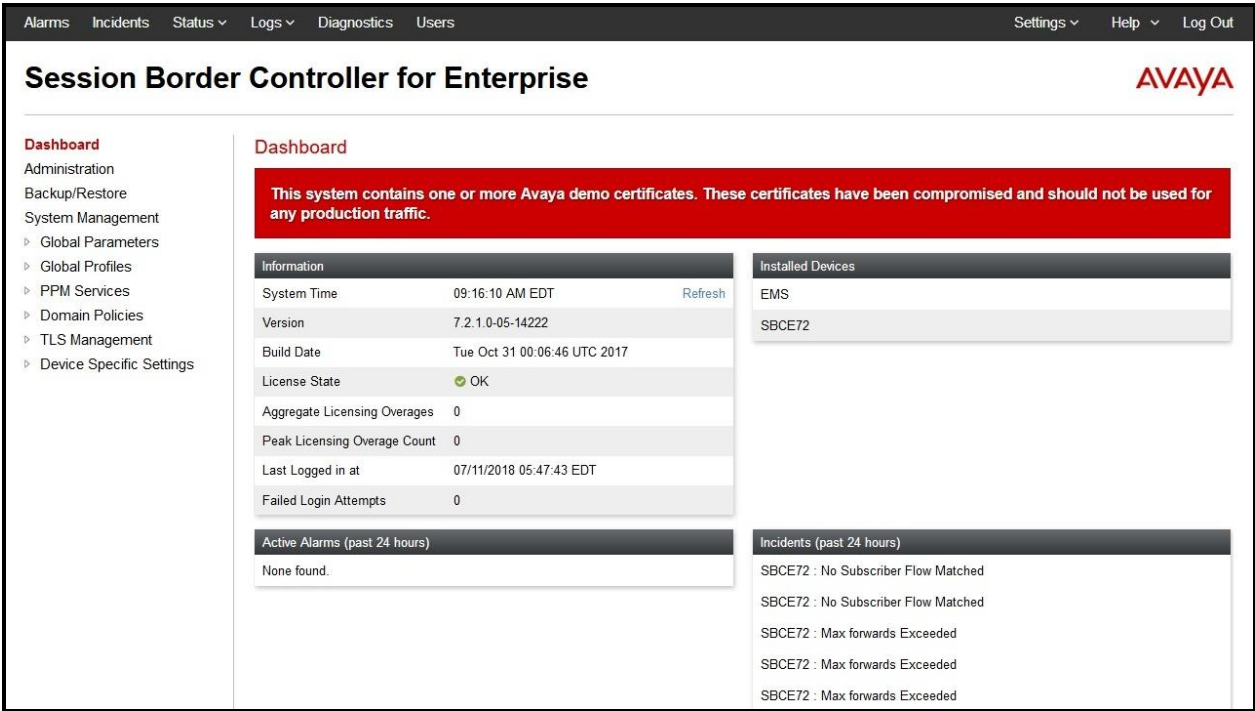 Alarms Incidents Status Logs Diagnostics Users Settings Help Log Out
Session Border Controller for Enterprise
AVAYA
Dashboard
Administration
Backup/Restore
System Management
Global Parameters
Global Profiles
PPM Services
Domain Policies
TLS Management
Device Specific Settings
Dashboard
This system contains one or more Avaya demo certificates. These certificates have been compromised and should not be used for
any production traffic.
Information
System Time 09:16:10 AM EDT Refresh
Version 7.2.1.0-05-14222
Build Date Tue Oct 31 00:06:46 UTC 2017
License State OK
Aggregate Licensing Overages 0
Peak Licensing Overage Count 0
Last Logged in at 07/11/2018 05:47:43 EDT
Failed Login Attempts 0
Installed Devices
EMS
SBCE72
Active Alarms (past 24 hours)
None found.
Incidents (past 24 hours)
SBCE72 : No Subscriber Flow Matched
SBCE72 : No Subscriber Flow Matched
SBCE72 : Max forwards Exceeded
SBCE72 : Max forwards Exceeded
SBCE72 : Max forwards Exceeded